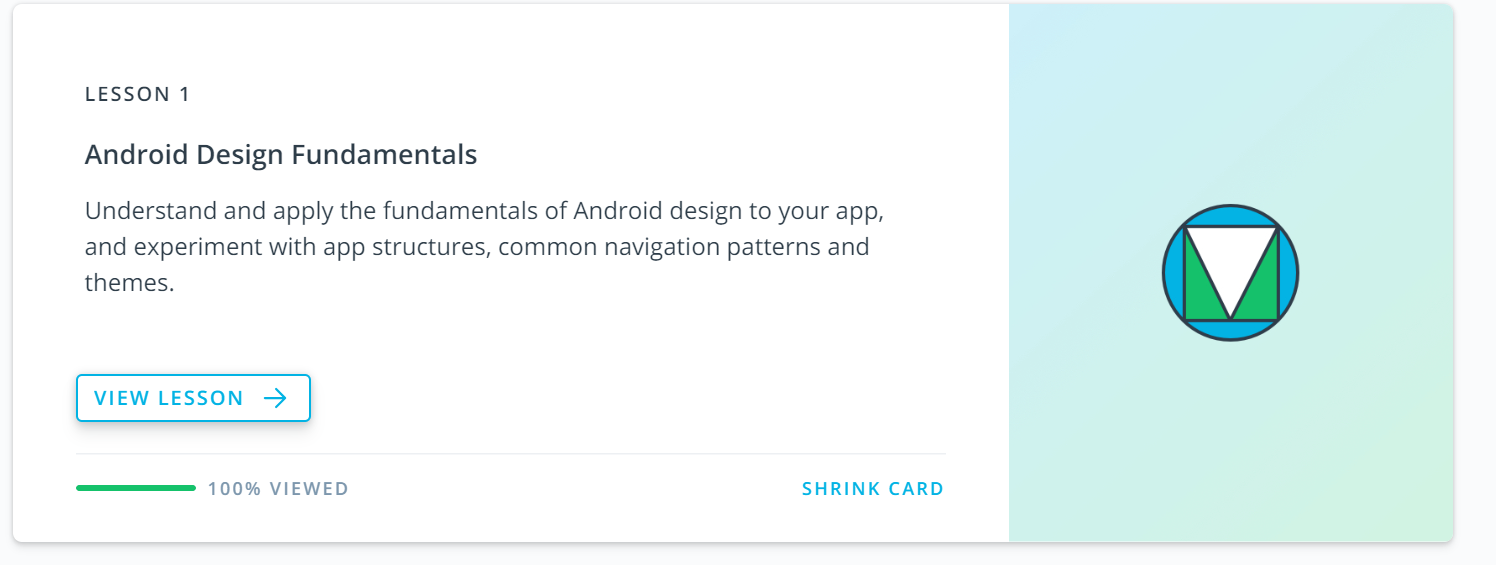 LESSON 1
Android Design Fundamentals
Understand and apply the fundamentals of Android design to your app,
and experiment with app structures, common navigation patterns and
themes.
VIEW LESSON
100% VIEWED
SHRINK CARD